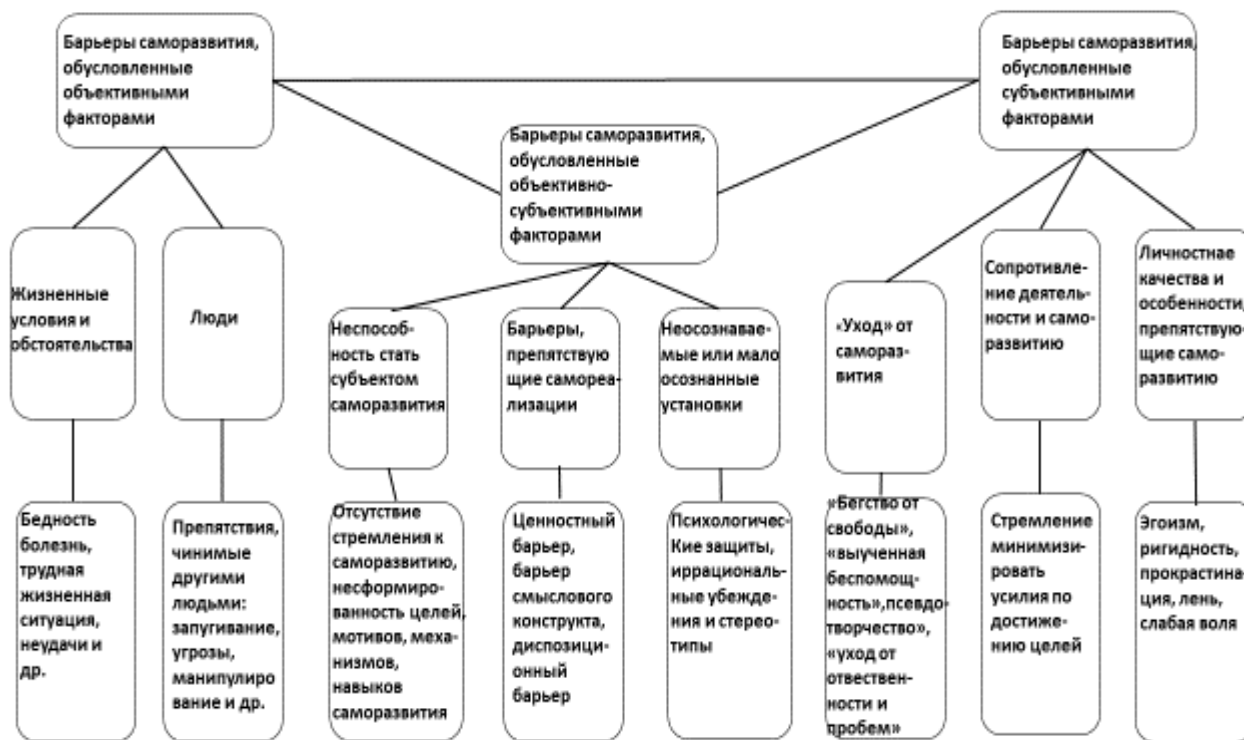 Барьеры саморазвития,
обусловленные
объективными
факторами
Барьеры саморазвития,
обусловленные
субъективными
факторами
Барьеры саморазвития,
обусловленные
объективно-
субъективными
факторами
Жизненные
условия и
обстоятельства
Люди
Неспособ-
ность стать
субъектом
саморазвития
Барьеры,
препятствую
щие самореа-
лизации
Неосознавае-
мые или мало
осознанные
установки
«Уход» от
самораз-
вития
Сопротивле-
ние деятель-
ности и само-
развитию
Личностнае
качества и
особенности,
препятствую-
щие само-
развитию
Бедность
болезнь,
трудная
жизненная
ситуация,
неудачи и
др.
Препятствия,
чинимые
другими
людьми:
запугивание,
угрозы,
манипулиро
вание и др.
Отсутствие
стремления к
саморазвитию,
несформиро-
ванность целей,
мотивов, меха-
низмов,
навыков
саморазвития
Ценностный
барьер,
барьер
смыслового
конструкта,
диспозици-
онный
барьер
Психологичес-
Кие защиты,
иррациональ-
ные убежде-
ния и стерео-
типы
«Бегство от
свободы»,
«выученная
беспомощ-
ность»,псевдо-
творчество»,
«уход от
отвествен-
ности и
пробем»
Стремление
минимизи-
ровать
усилия по
достиже-
нию целей
Эгоизм,
ригидность,
прокрастина-
ция, лень,
слабая воля